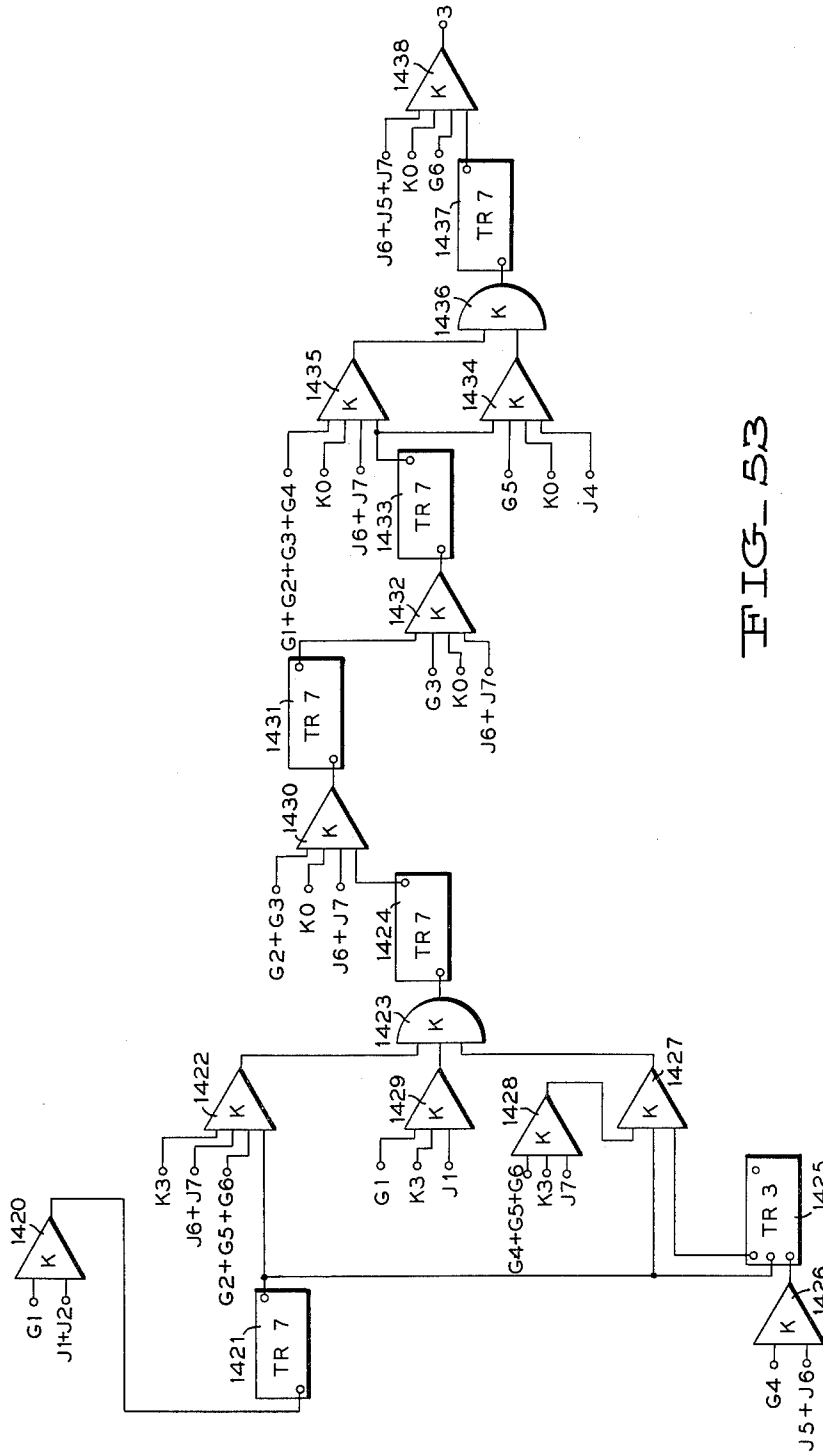 1420
K
G1
J1+J2
1421
TR 7
1422
K
K3
J6+J7
G2+G5+G6
1429
K
G1
K3
J1
1428
K
G4+G5+G6
K3
J7
1427
K
TR 3
1425
1426
K
G4
J5+J6
1423
K
1424
TR 7
1430
K
G2+G3
K0
J6+J7
1431
TR 7
1432
K
G3
K0
J6+J7
1433
TR 7
1435
K
G1+G2+G3+G4
K0
J6+J7
1434
K
G5
K0
J4
1436
K
1437
TR 7
1438
K
J6+J5+J7
K0
G6
3
FIG_53